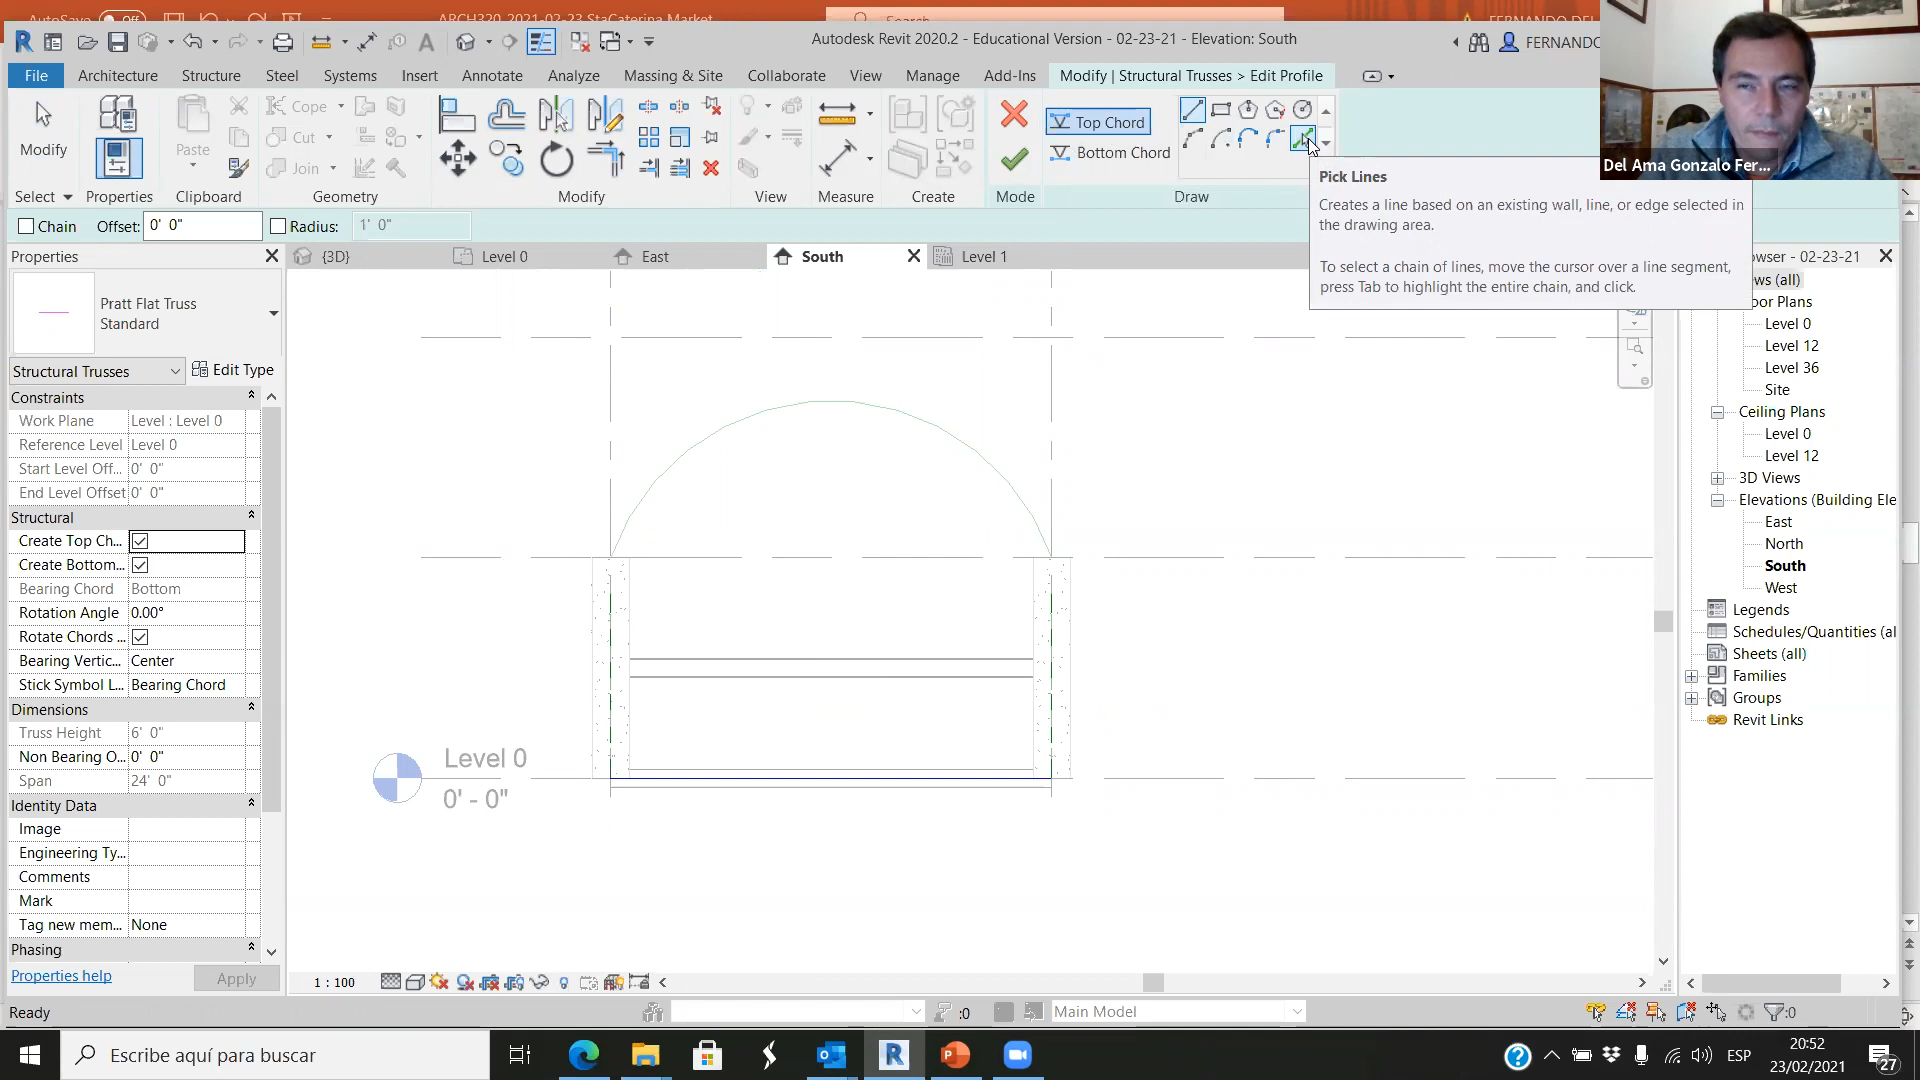 AutoSave Off ARCH320_2021-02-23 StaCaterina Market Search FERNANDO DEL
Autodesk Revit 2020.2 - Educational Version - 02-23-21 - Elevation: South FERNANDO
File Architecture Structure Steel Systems Insert Annotate Analyze Massing & Site Collaborate View Manage Add-Ins Modify | Structural Trusses > Edit Profile
Modify Paste Cope Cut Join Top Chord Bottom Chord
Select Properties Clipboard Geometry Modify View Measure Create Mode Draw
Del Ama Gonzalo Fer...
Pick Lines
Creates a line based on an existing wall, line, or edge selected in
the drawing area.
To select a chain of lines, move the cursor over a line segment,
press Tab to highlight the entire chain, and click.
Chain Offset: 0' 0" Radius: 1' 0"
Properties
{3D} Level 0 East South Level 1
Pratt Flat Truss
Standard
Structural Trusses Edit Type
Constraints
Work Plane Level : Level 0
Reference Level Level 0
Start Level Off... 0' 0"
End Level Offset 0' 0"
Structural
Create Top Ch...
Create Bottom...
Bearing Chord Bottom
Rotation Angle 0.00°
Rotate Chords ...
Bearing Vertic... Center
Stick Symbol L... Bearing Chord
Dimensions
Truss Height 6' 0"
Non Bearing O... 0' 0"
Span 24' 0"
Identity Data
Image
Engineering Ty...
Comments
Mark
Tag new mem... None
Phasing
Properties help Apply
Level 0
0' - 0"
owser - 02-23-21
ws (all)
oor Plans
Level 0
Level 12
Level 36
Site
Ceiling Plans
Level 0
Level 12
3D Views
Elevations (Building Ele
East
North
South
West
Legends
Schedules/Quantities (al
Sheets (all)
Families
Groups
Revit Links
1 : 100
Ready :0 Main Model :0
Escribe aquí para buscar
ESP
20:52
23/02/2021
27